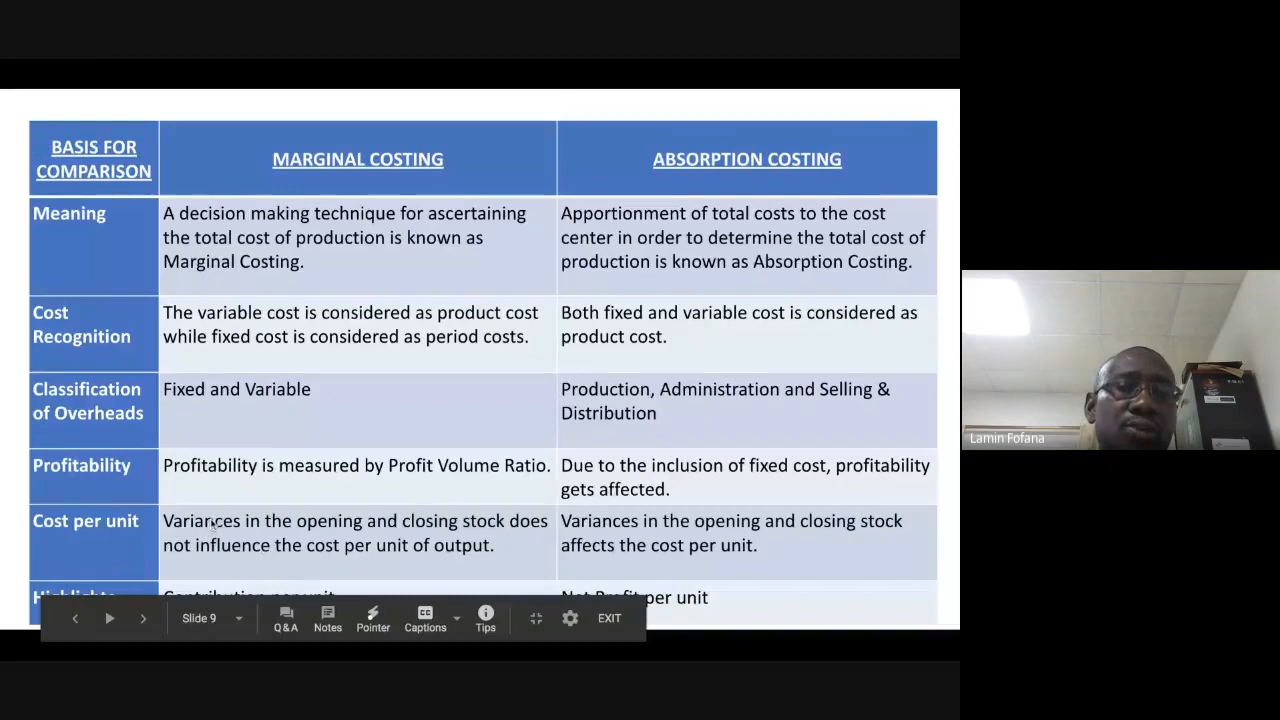 BASIS FOR
COMPARISON
MARGINAL COSTING
ABSORPTION COSTING
Meaning
A decision making technique for ascertaining
the total cost of production is known as
Marginal Costing.
Apportionment of total costs to the cost
center in order to determine the total cost of
production is known as Absorption Costing.
Cost
Recognition
The variable cost is considered as product cost
while fixed cost is considered as period costs.
Both fixed and variable cost is considered as
product cost.
Classification
of Overheads
Fixed and Variable
Production, Administration and Selling &
Distribution
Profitability
Profitability is measured by Profit Volume Ratio.
Due to the inclusion of fixed cost, profitability
gets affected.
Cost per unit
Variances in the opening and closing stock does
not influence the cost per unit of output.
Variances in the opening and closing stock
affects the cost per unit.
Highlights
Contribution per unit
Net Profit per unit
Slide 9
Q&A
Notes
Pointer
CC
Captions
Tips
EXIT
Lamin Fofana